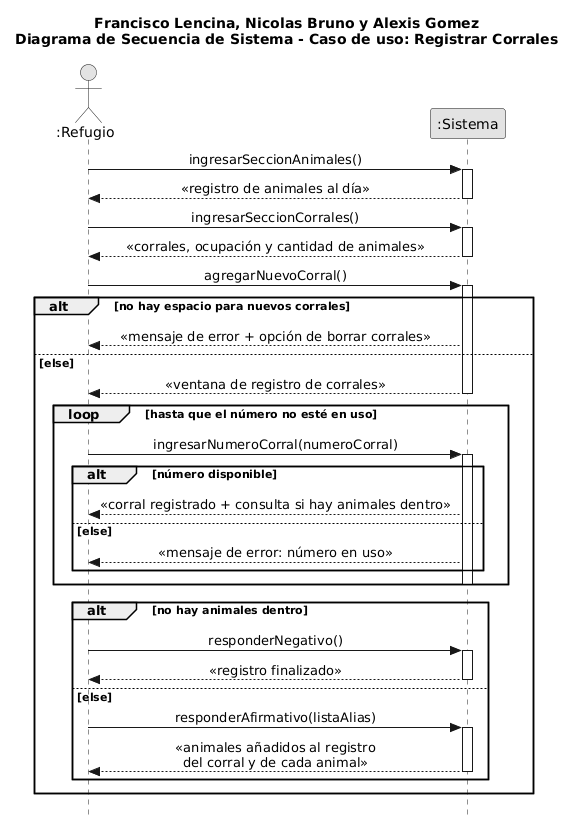 Francisco Lencina, Nicolas Bruno y Alexis Gomez
Diagrama de Secuencia de Sistema - Caso de uso: Registrar Corrales
:Refugio
:Sistema
ingresarSeccionAnimales()
«registro de animales al día»
ingresarSeccionCorrales()
«corrales, ocupación y cantidad de animales»
agregarNuevoCorral()
alt [no hay espacio para nuevos corrales]
«mensaje de error + opción de borrar corrales»
[else]
«ventana de registro de corrales»
loop [hasta que el número no esté en uso]
ingresarNumeroCorral(numeroCorral)
alt [número disponible]
«corral registrado + consulta si hay animales dentro»
[else]
«mensaje de error: número en uso»
alt [no hay animales dentro]
responderNegativo()
«registro finalizado»
[else]
responderAfirmativo(listaAlias)
«animales añadidos al registro
del corral y de cada animal»